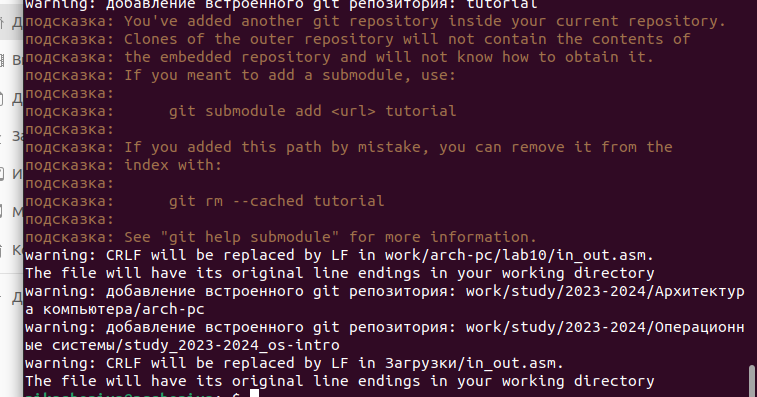 warning: добавление встроенного git репозитория: tutorial
подсказка: You've added another git repository inside your current repository.
подсказка: Clones of the outer repository will not contain the contents of
подсказка: the embedded repository and will not know how to obtain it.
подсказка: If you meant to add a submodule, use:
подсказка:
подсказка:      git submodule add <url> tutorial
подсказка:
подсказка: If you added this path by mistake, you can remove it from the
подсказка: index with:
подсказка:
подсказка:      git rm --cached tutorial
подсказка:
подсказка: See "git help submodule" for more information.
warning: CRLF will be replaced by LF in work/arch-pc/lab10/in_out.asm.
The file will have its original line endings in your working directory
warning: добавление встроенного git репозитория: work/study/2023-2024/Архитектур
а компьютера/arch-pc
warning: добавление встроенного git репозитория: work/study/2023-2024/Операционн
ые системы/study_2023-2024_os-intro
warning: CRLF will be replaced by LF in Загрузки/in_out.asm.
The file will have its original line endings in your working directory